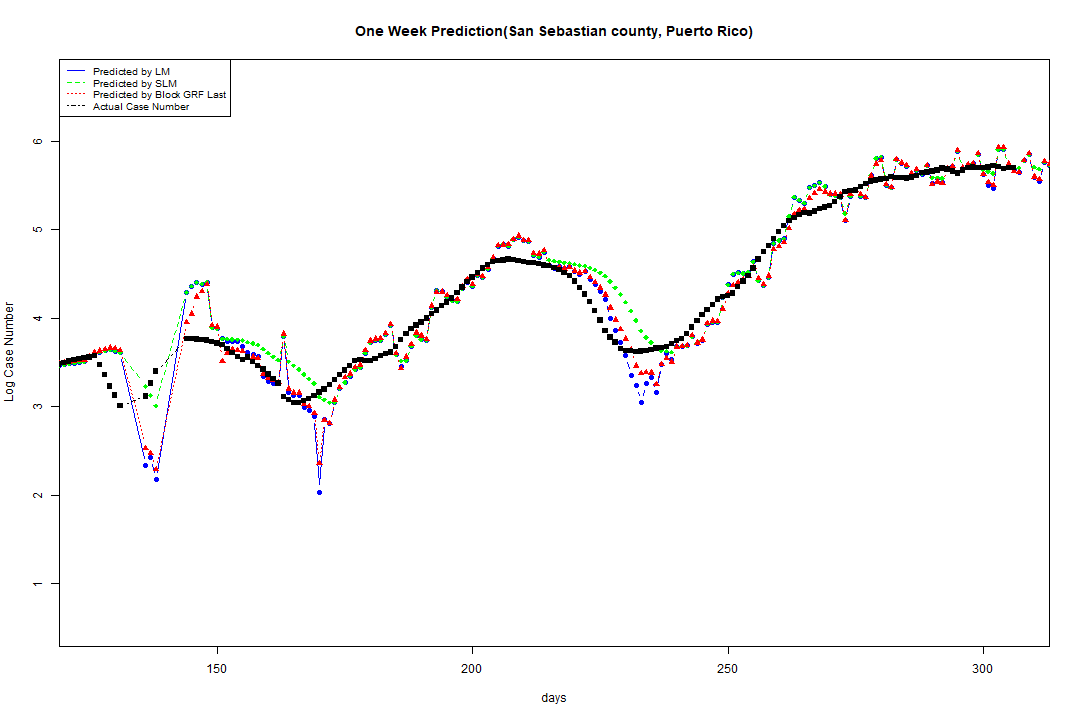 One Week Prediction(San Sebastian county, Puerto Rico)
Predicted by LM
Predicted by SLM
Predicted by Block GRF Last
Actual Case Number
Log Case Number
6
5
4
3
2
1
150 200 250 300
days